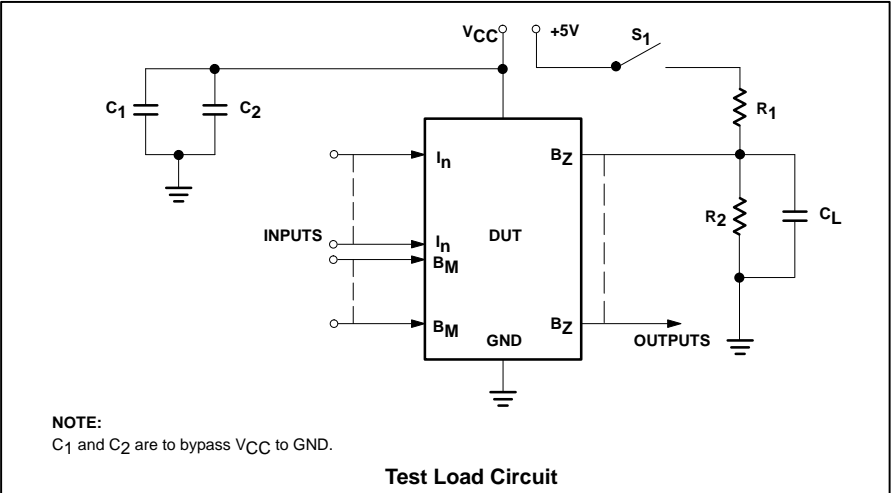 VCC
+5V
S1
C1
C2
R1
In
BZ
R2
CL
INPUTS
In
DUT
BM
BM
GND
BZ
OUTPUTS
NOTE:
C1 and C2 are to bypass VCC to GND.
Test Load Circuit